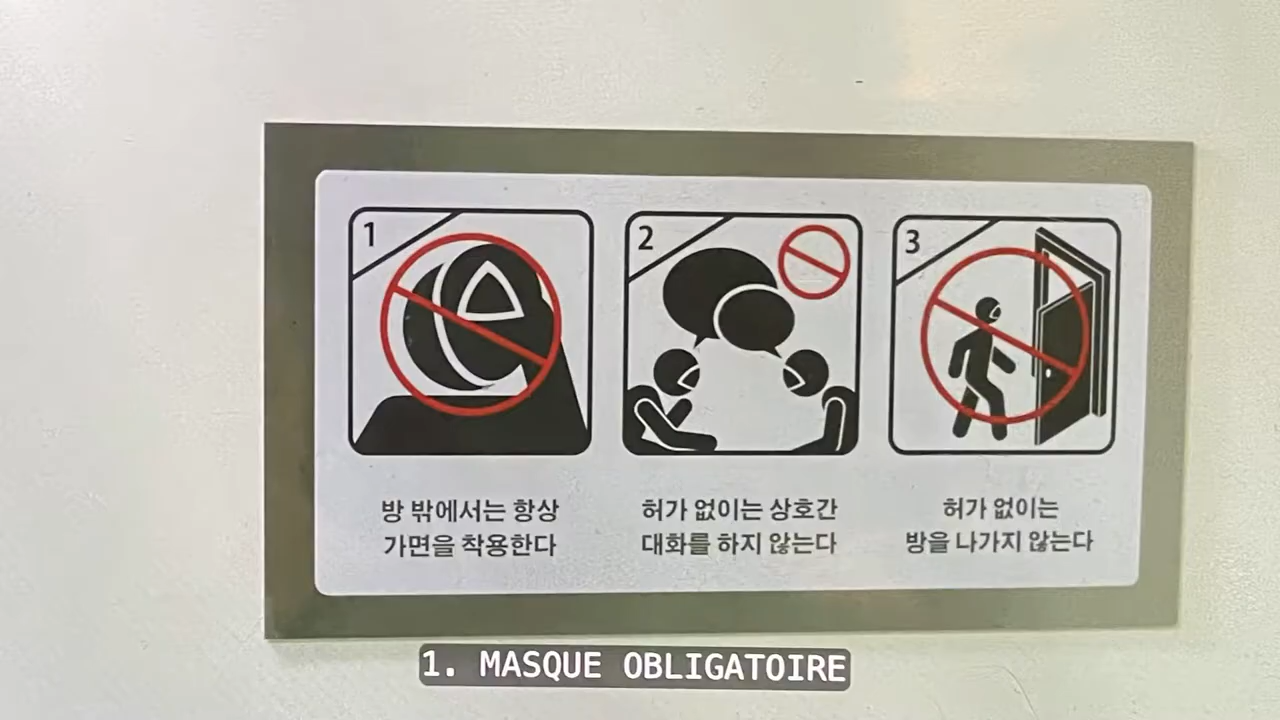 1
2
3
방 밖에서는 항상
가면을 착용한다
허가 없이는 상호간
대화를 하지 않는다
허가 없이는
방을 나가지 않는다
1. MASQUE OBLIGATOIRE